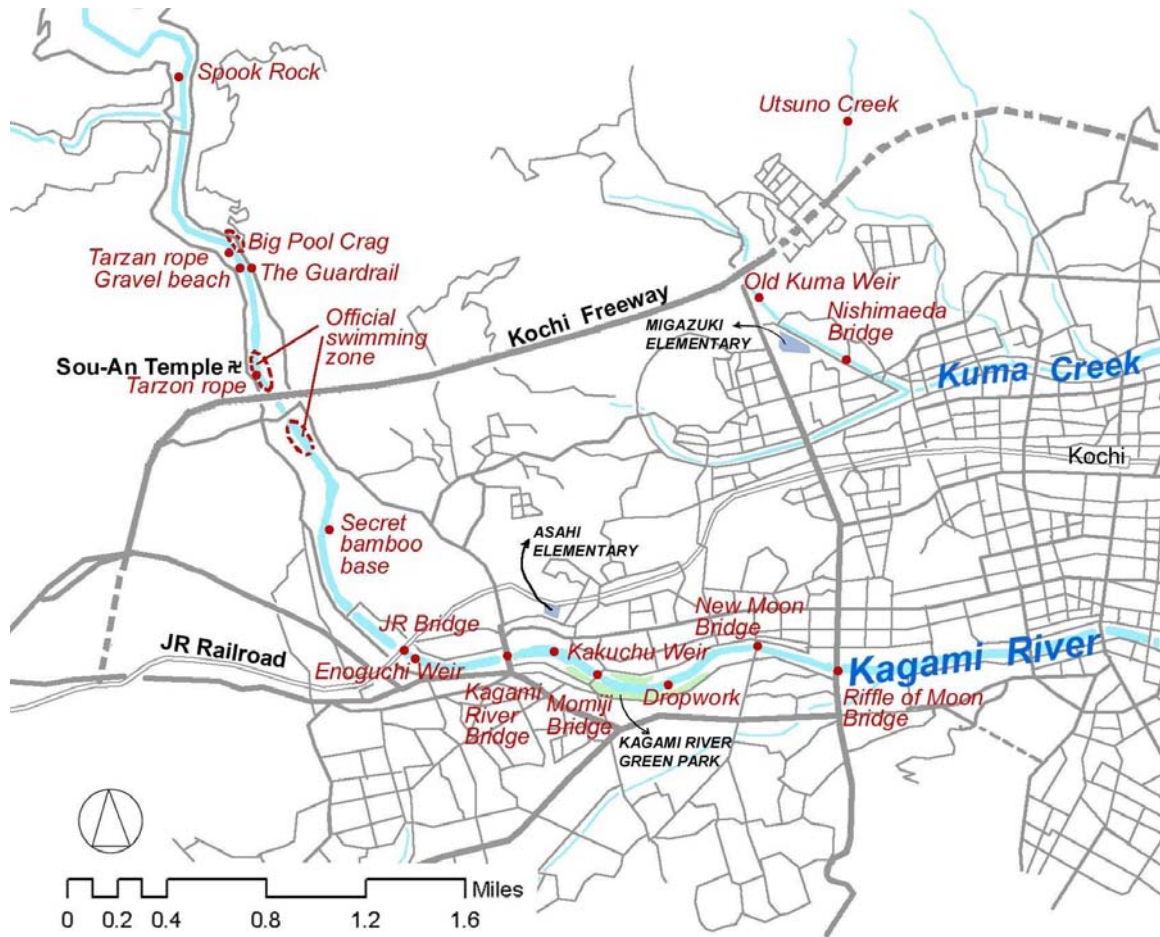 Spook Rock
Utsuno Creek
Big Pool Crag
Tarzan rope
Gravel beach
The Guardrail
Old Kuma Weir
Kochi Freeway
Nishimaeda
Bridge
Official
swimming
zone
MIGAZUKI
ELEMENTARY
Sou-An Temple 卍
Tarzon rope
Kuma Creek
Kochi
Secret
bamboo
base
ASAHI
ELEMENTARY
JR Bridge
New Moon
Bridge
JR Railroad
Enoguchi Weir
Kakuchu Weir
Kagami River
Kagami
River
Bridge
Momiji
Bridge
Dropwork
Riffle of Moon
Bridge
KAGAMI RIVER
GREEN PARK
Miles
0 0.2 0.4 0.8 1.2 1.6